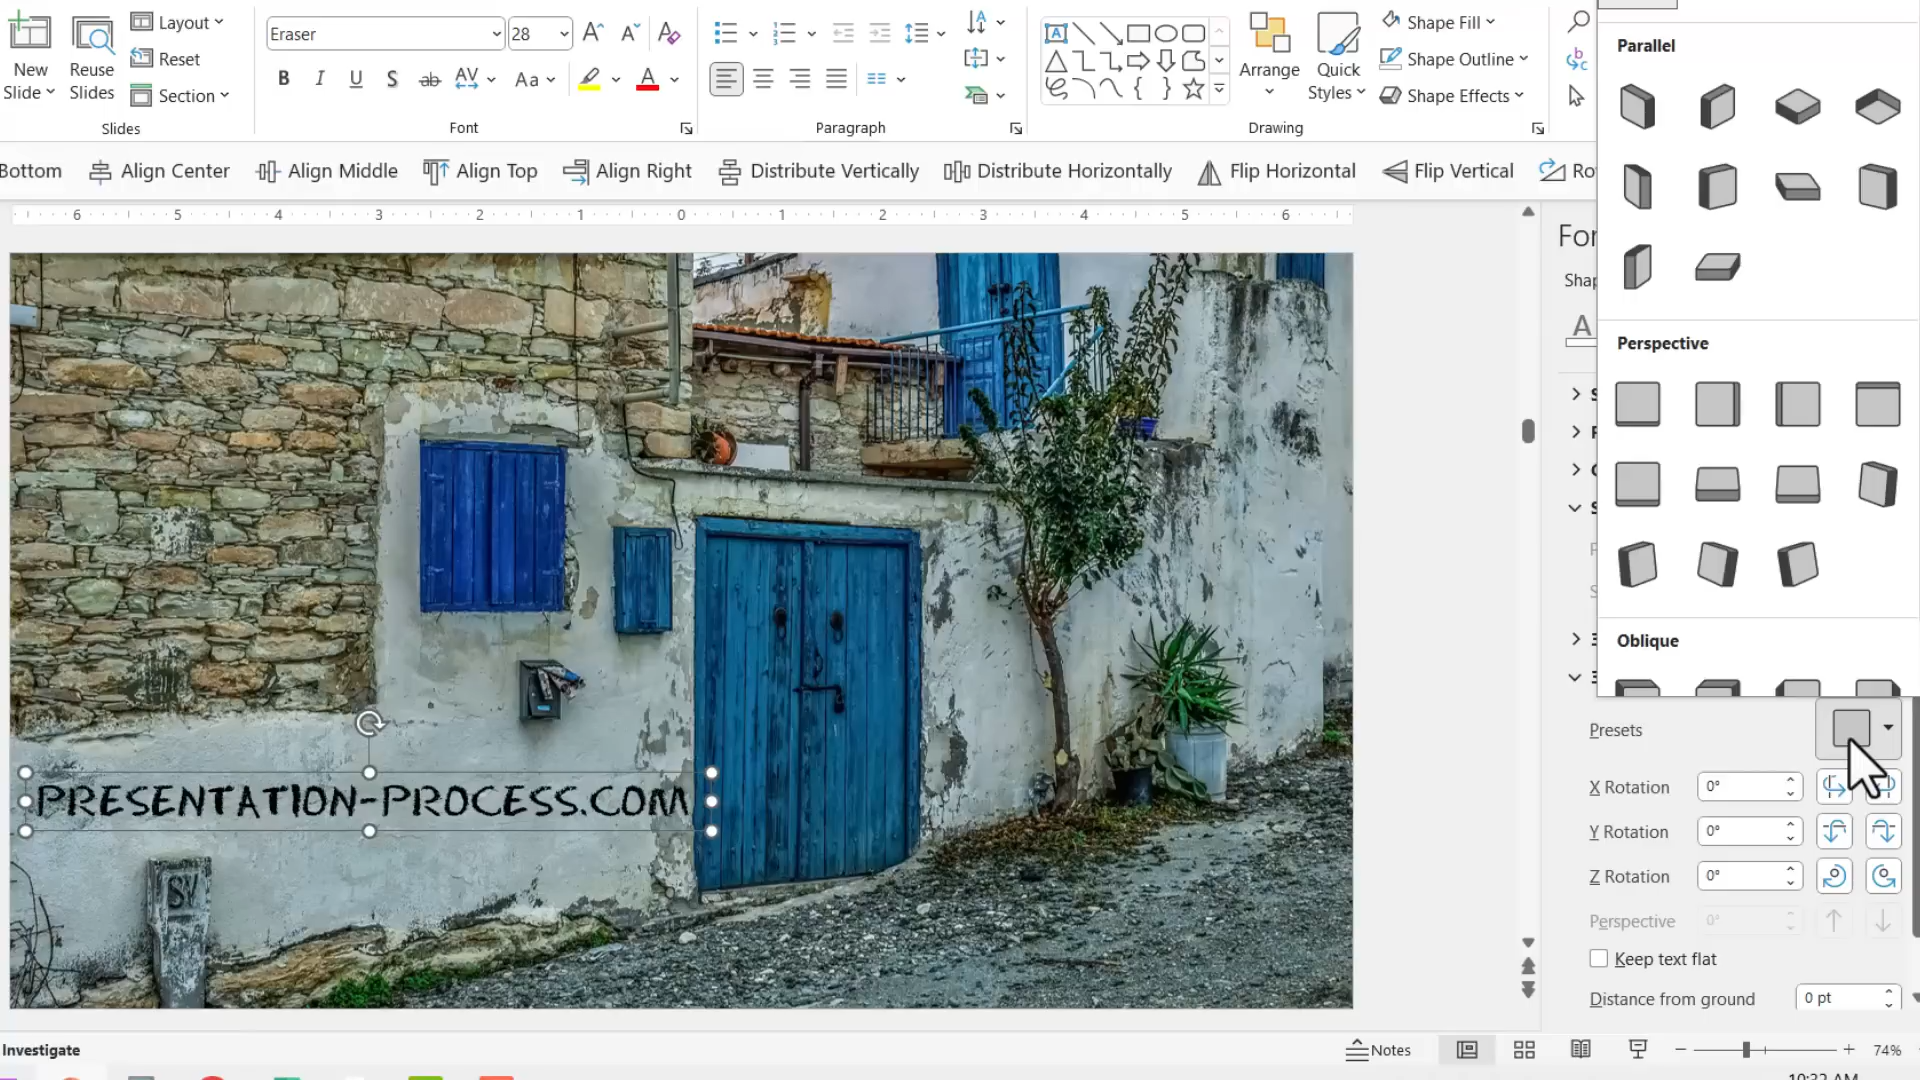 New
Slide
Reuse
Slides
Layout
Reset
Section
Slides
Eraser
28
B I U S ab AV Aa A
Font
Paragraph
Arrange
Quick
Styles
Shape Fill
Shape Outline
Shape Effects
Drawing
Bottom
Align Center
Align Middle
Align Top
Align Right
Distribute Vertically
Distribute Horizontally
Flip Horizontal
Flip Vertical
6 5 4 3 2 1 0 1 2 3 4 5 6
PRESENTATION-PROCESS.COM
SV
Parallel
Perspective
Oblique
Presets
X Rotation 0°
Y Rotation 0°
Z Rotation 0°
Perspective 0°
Keep text flat
Distance from ground 0 pt
Investigate
Notes
74%